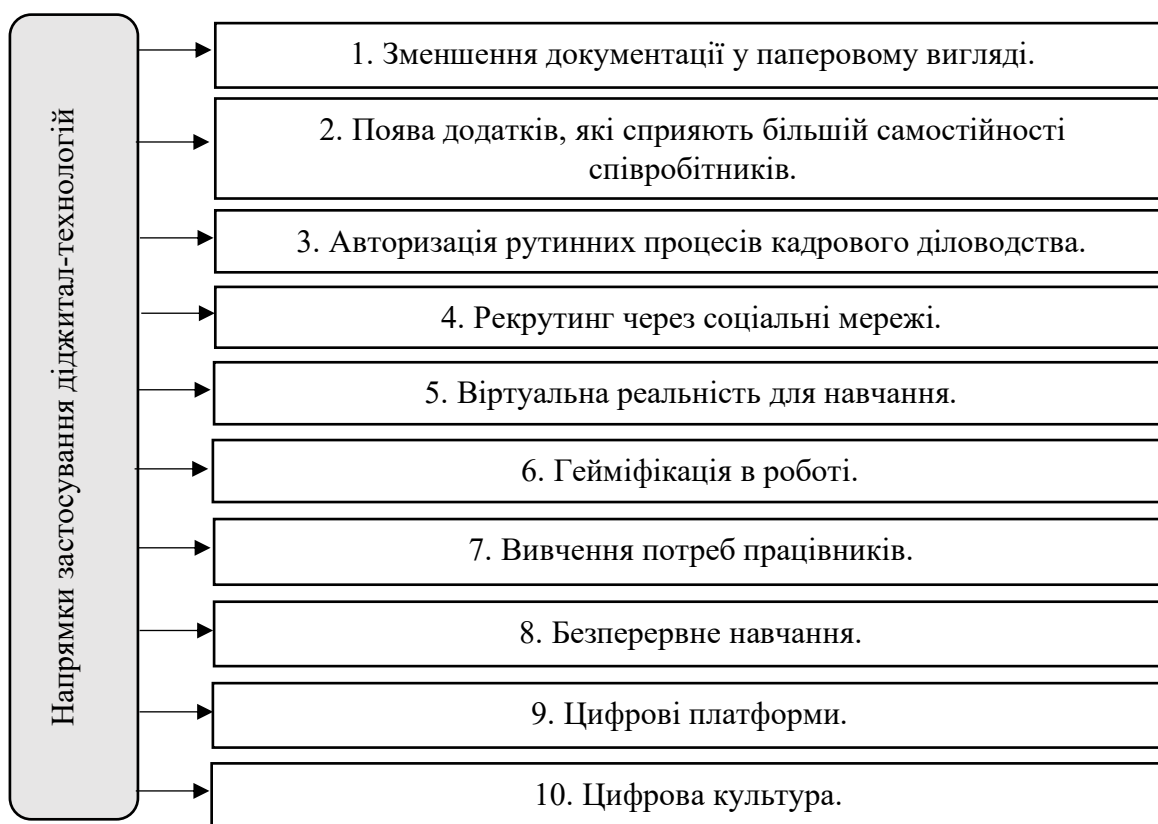 Напрямки застосування діджитал-технологій
1. Зменшення документації у паперовому вигляді.
2. Поява додатків, які сприяють більшій самостійності
співробітників.
3. Авторизація рутинних процесів кадрового діловодства.
4. Рекрутинг через соціальні мережі.
5. Віртуальна реальність для навчання.
6. Гейміфікація в роботі.
7. Вивчення потреб працівників.
8. Безперервне навчання.
9. Цифрові платформи.
10. Цифрова культура.